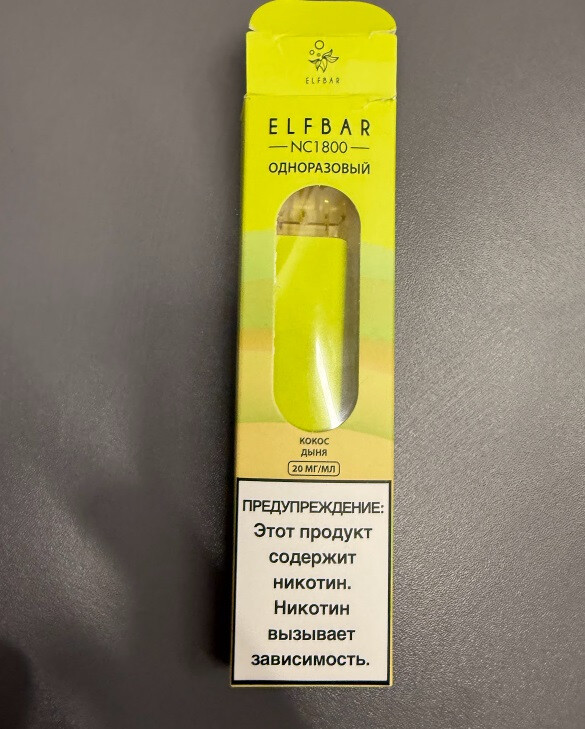 ELFBAR
ELFBAR
NC1800
ОДНОРАЗОВЫЙ
КОКОС
ДЫНЯ
20 МГ/МЛ
ПРЕДУПРЕЖДЕНИЕ:
Этот продукт
содержит
никотин.
Никотин
вызывает
зависимость.